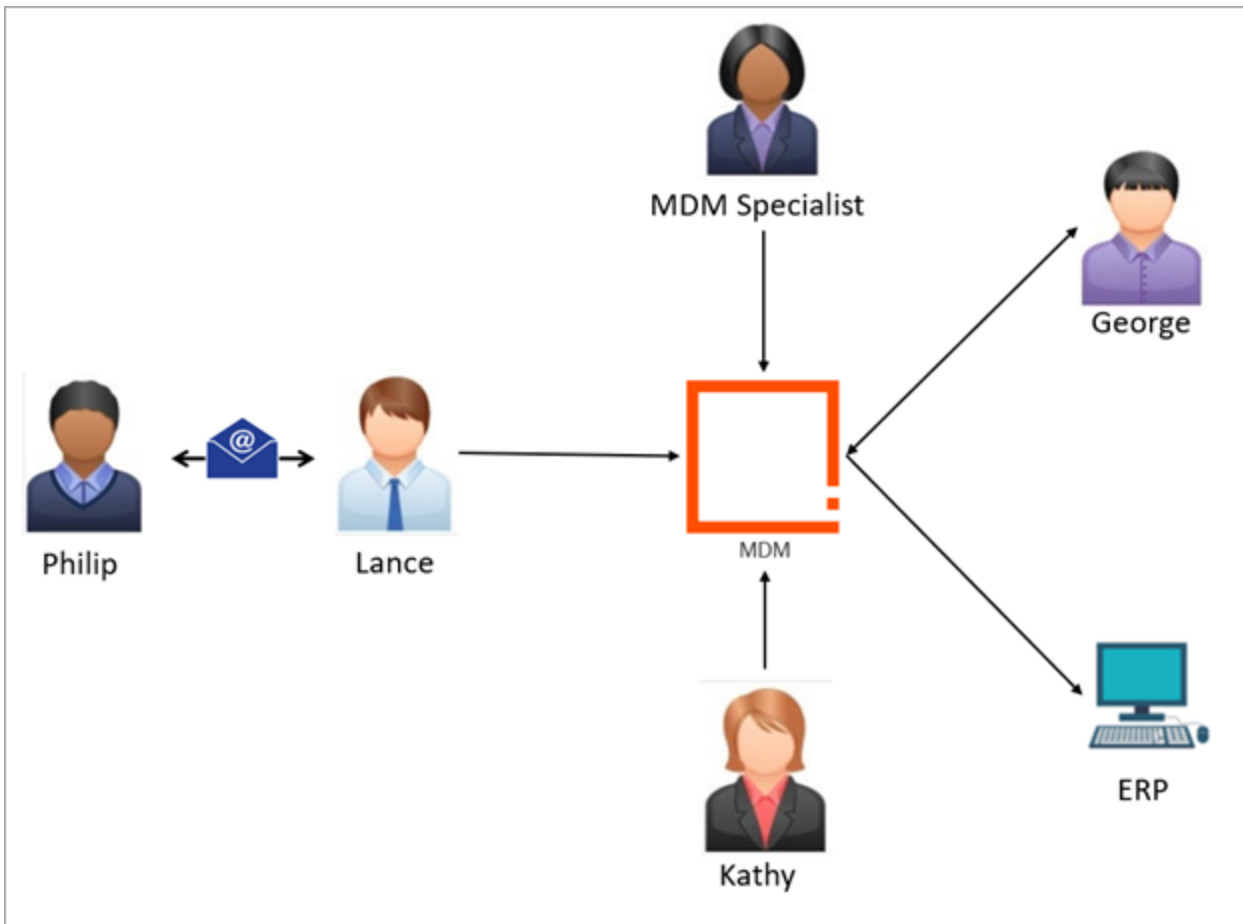 MDM Specialist
George
@
Philip
Lance
MDM
ERP
Kathy